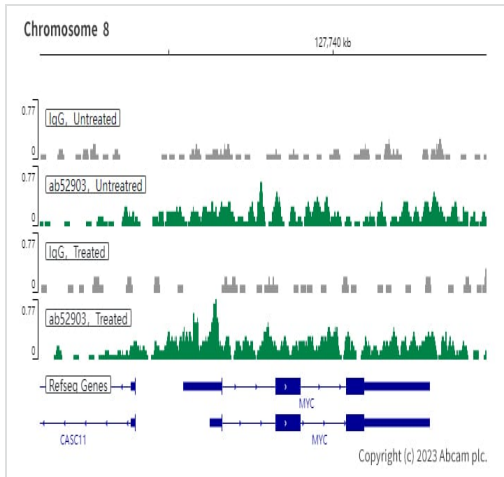 Chromosome 8
127,740 kb
0.77
IgG, Untreated
0
0.77
ab52903, Untreatred
0
0.77
IgG, Treated
0
0.77
ab52903, Treated
0
Refseq Genes
MYC
CASC11
MYC
Copyright (c) 2023 Abcam plc.